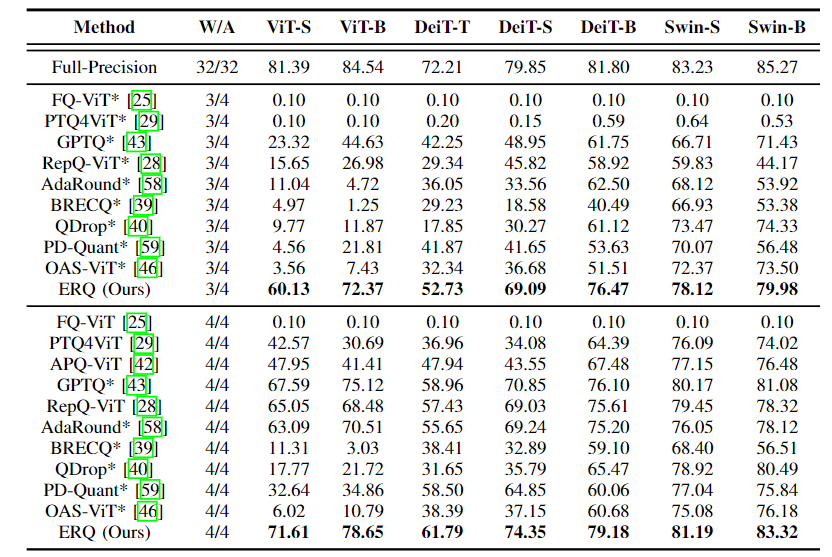 Method W/A ViT-S ViT-B DeiT-T DeiT-S DeiT-B Swin-S Swin-B
Full-Precision 32/32 81.39 84.54 72.21 79.85 81.80 83.23 85.27
FQ-ViT* [25] 3/4 0.10 0.10 0.10 0.10 0.10 0.10 0.10
PTQ4ViT* [29] 3/4 0.10 0.10 0.20 0.15 0.59 0.64 0.53
GPTQ* [43] 3/4 23.32 44.63 42.25 48.95 61.75 66.71 71.43
RepQ-ViT* [28] 3/4 15.65 26.98 29.34 45.82 58.92 59.83 44.17
AdaRound* [58] 3/4 11.04 4.72 36.05 33.56 62.50 68.12 53.92
BRECQ* [39] 3/4 4.97 1.25 29.23 18.58 40.49 66.93 53.38
QDrop* [40] 3/4 9.77 11.87 17.85 30.27 61.12 73.47 74.33
PD-Quant* [59] 3/4 4.56 21.81 41.87 41.65 53.63 70.07 56.48
OAS-ViT* [46] 3/4 3.56 7.43 32.34 36.68 51.51 72.37 73.50
ERQ (Ours) 3/4 60.13 72.37 52.73 69.09 76.47 78.12 79.98
FQ-ViT [25] 4/4 0.10 0.10 0.10 0.10 0.10 0.10 0.10
PTQ4ViT [29] 4/4 42.57 30.69 36.96 34.08 64.39 76.09 74.02
APQ-ViT [42] 4/4 47.95 41.41 47.94 43.55 67.48 77.15 76.48
GPTQ* [43] 4/4 67.59 75.12 58.96 70.85 76.10 80.17 81.08
RepQ-ViT [28] 4/4 65.05 68.48 57.43 69.03 75.61 79.45 78.32
AdaRound* [58] 4/4 63.09 70.51 55.65 69.24 75.20 76.05 78.12
BRECQ* [39] 4/4 11.31 3.03 38.41 32.89 59.10 68.40 56.51
QDrop* [40] 4/4 17.77 21.72 31.65 35.79 65.47 78.92 80.49
PD-Quant* [59] 4/4 32.64 34.86 58.50 64.85 60.06 77.04 75.84
OAS-ViT* [46] 4/4 6.02 10.79 38.39 37.15 60.68 75.08 76.18
ERQ (Ours) 4/4 71.61 78.65 61.79 74.35 79.18 81.19 83.32